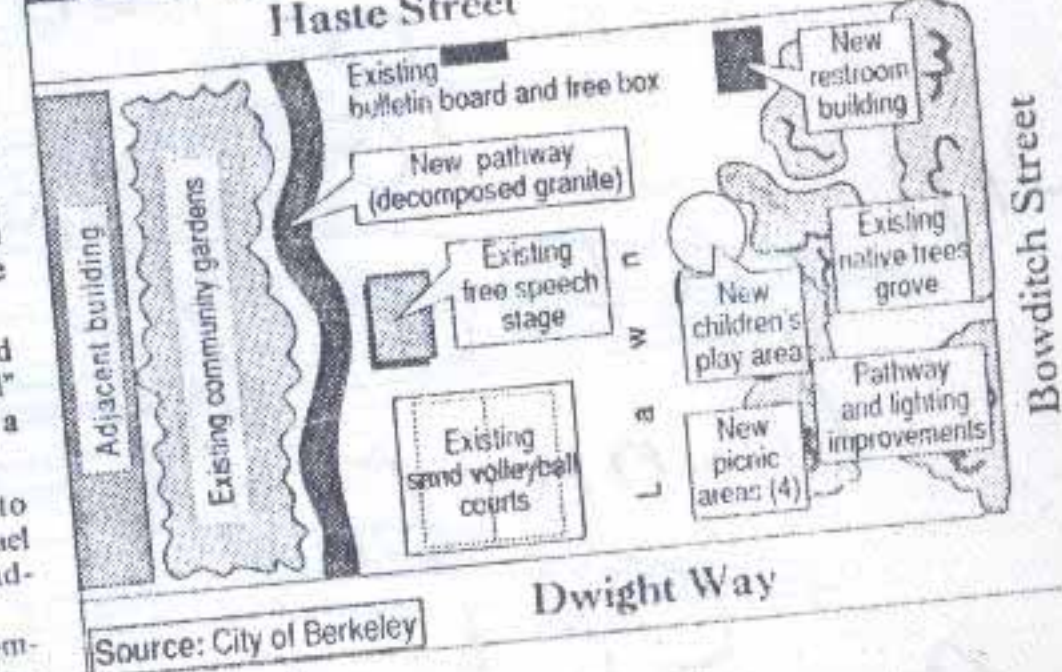 Haste Street
Existing
bulletin board and free box
New
restroom
building
New pathway
(decomposed granite)
Adjacent building
Existing community gardens
Existing
free speech
stage
Lawn
New
children's
play area
Existing
native trees
grove
Bowditch Street
Existing
sand volleyball
courts
New
picnic
areas (4)
Pathway
and lighting
improvements
Dwight Way
Source: City of Berkeley
a
to